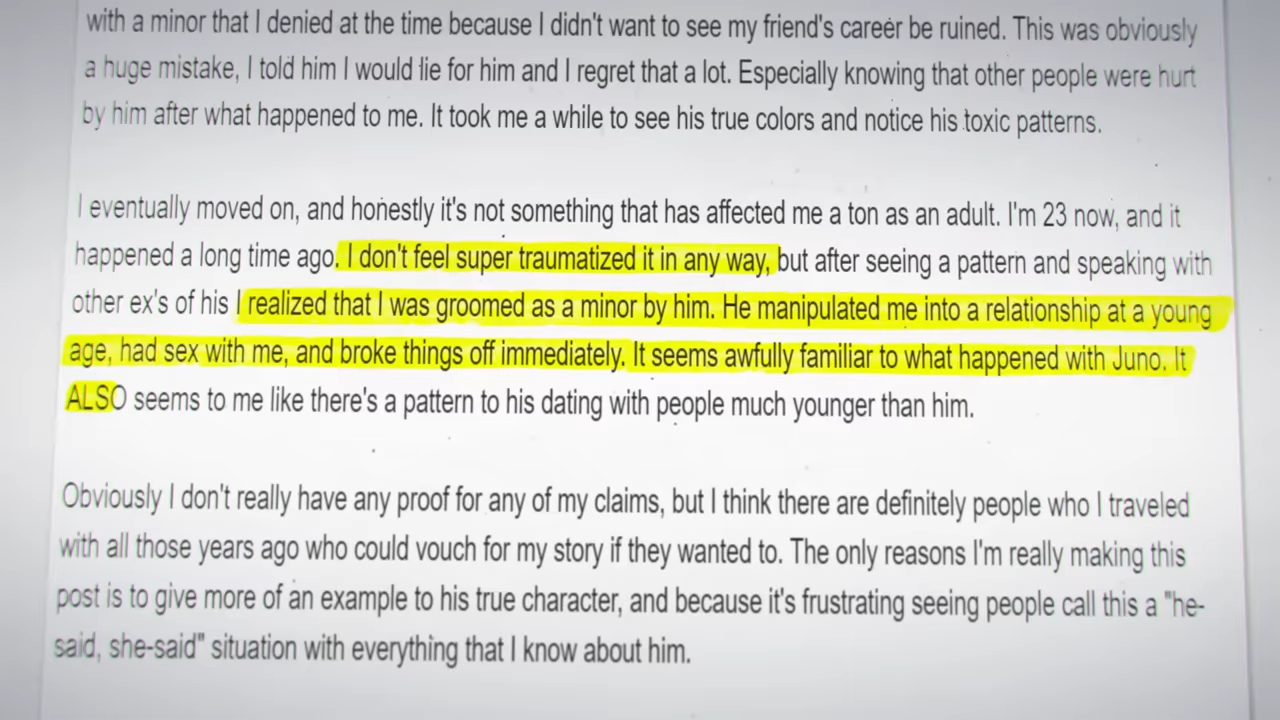 with a minor that I denied at the time because I didn't want to see my friend's career be ruined. This was obviously
a huge mistake, I told him I would lie for him and I regret that a lot. Especially knowing that other people were hurt
by him after what happened to me. It took me a while to see his true colors and notice his toxic patterns.
I eventually moved on, and honestly it's not something that has affected me a ton as an adult. I'm 23 now, and it
happened a long time ago. I don't feel super traumatized it in any way, but after seeing a pattern and speaking with
other ex's of his I realized that I was groomed as a minor by him. He manipulated me into a relationship at a young
age, had sex with me, and broke things off immediately. It seems awfully familiar to what happened with Juno. It
ALSO seems to me like there's a pattern to his dating with people much younger than him.
Obviously I don't really have any proof for any of my claims, but I think there are definitely people who I traveled
with all those years ago who could vouch for my story if they wanted to. The only reasons I'm really making this
post is to give more of an example to his true character, and because it's frustrating seeing people call this a "he-
said, she-said" situation with everything that I know about him.